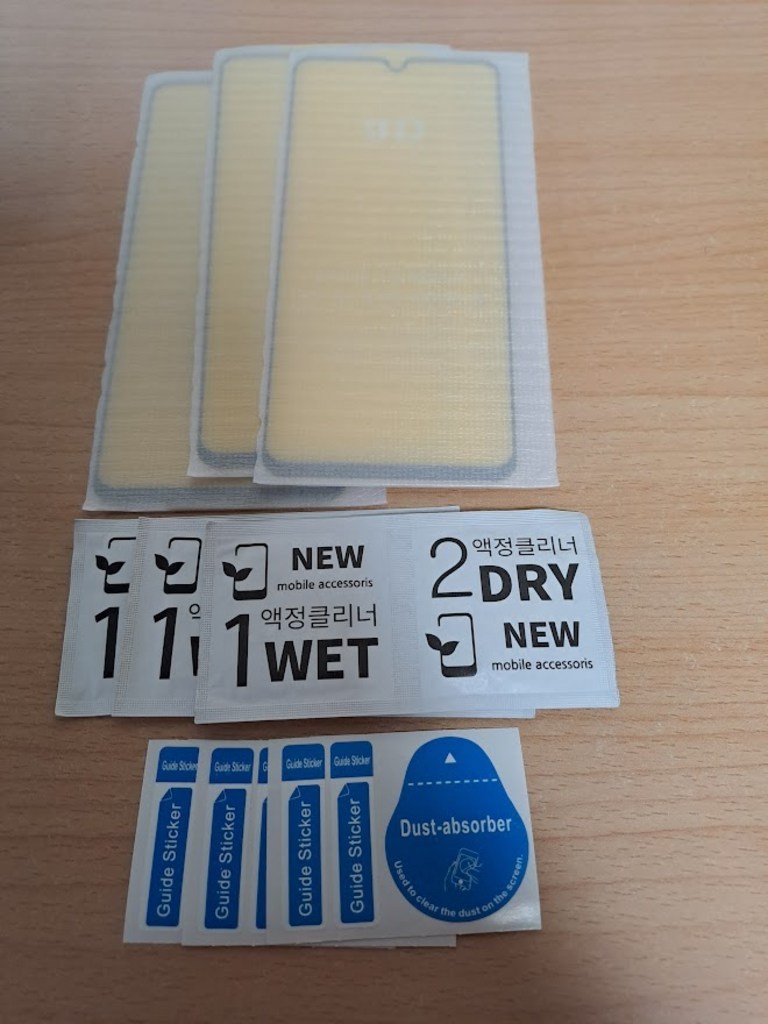 1
1
NEW
mobile accessoris
1 액정클리너
WET
2 액정클리너
DRY
NEW
mobile accessoris
Guide Sticker
Guide Sticker
Guide Sticker
Guide Sticker
Guide Sticker
Guide Sticker
Guide Sticker
Guide Sticker
Dust-absorber
Used to clear the dust on the screen.